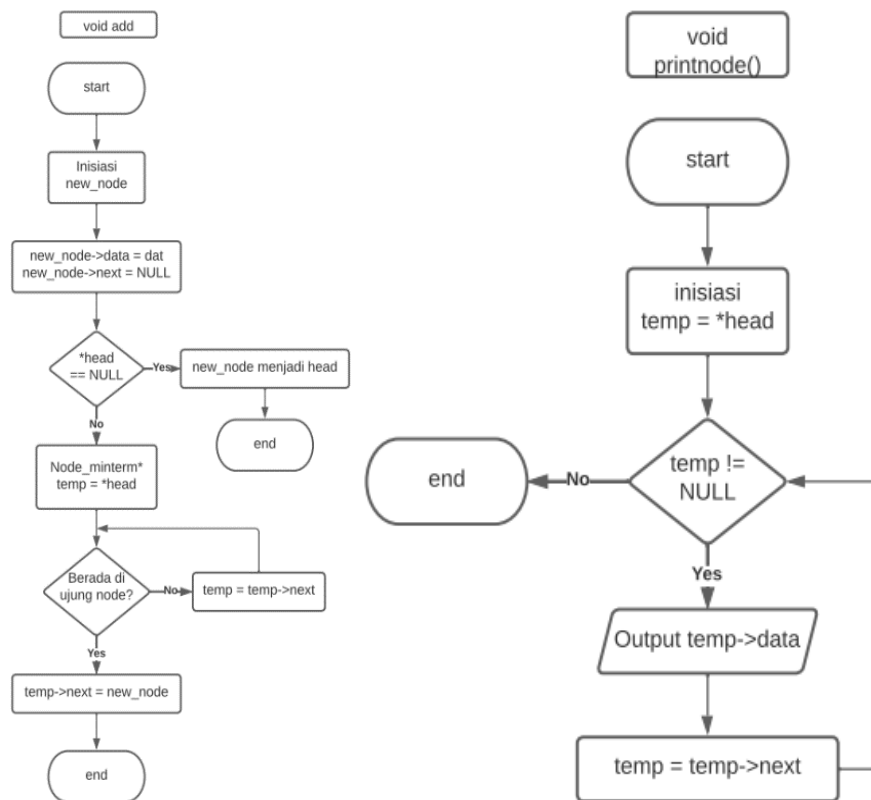 void add
start
Inisiasi
new_node
new_node->data = dat
new_node->next = NULL
*head
== NULL
Yes
new_node menjadi head
end
No
Node_minterm*
temp = *head
Berada di
ujung node?
No
temp = temp->next
Yes
temp->next = new_node
end
void
printnode()
start
inisiasi
temp = *head
temp !=
NULL
No
end
Yes
Output temp->data
temp = temp->next